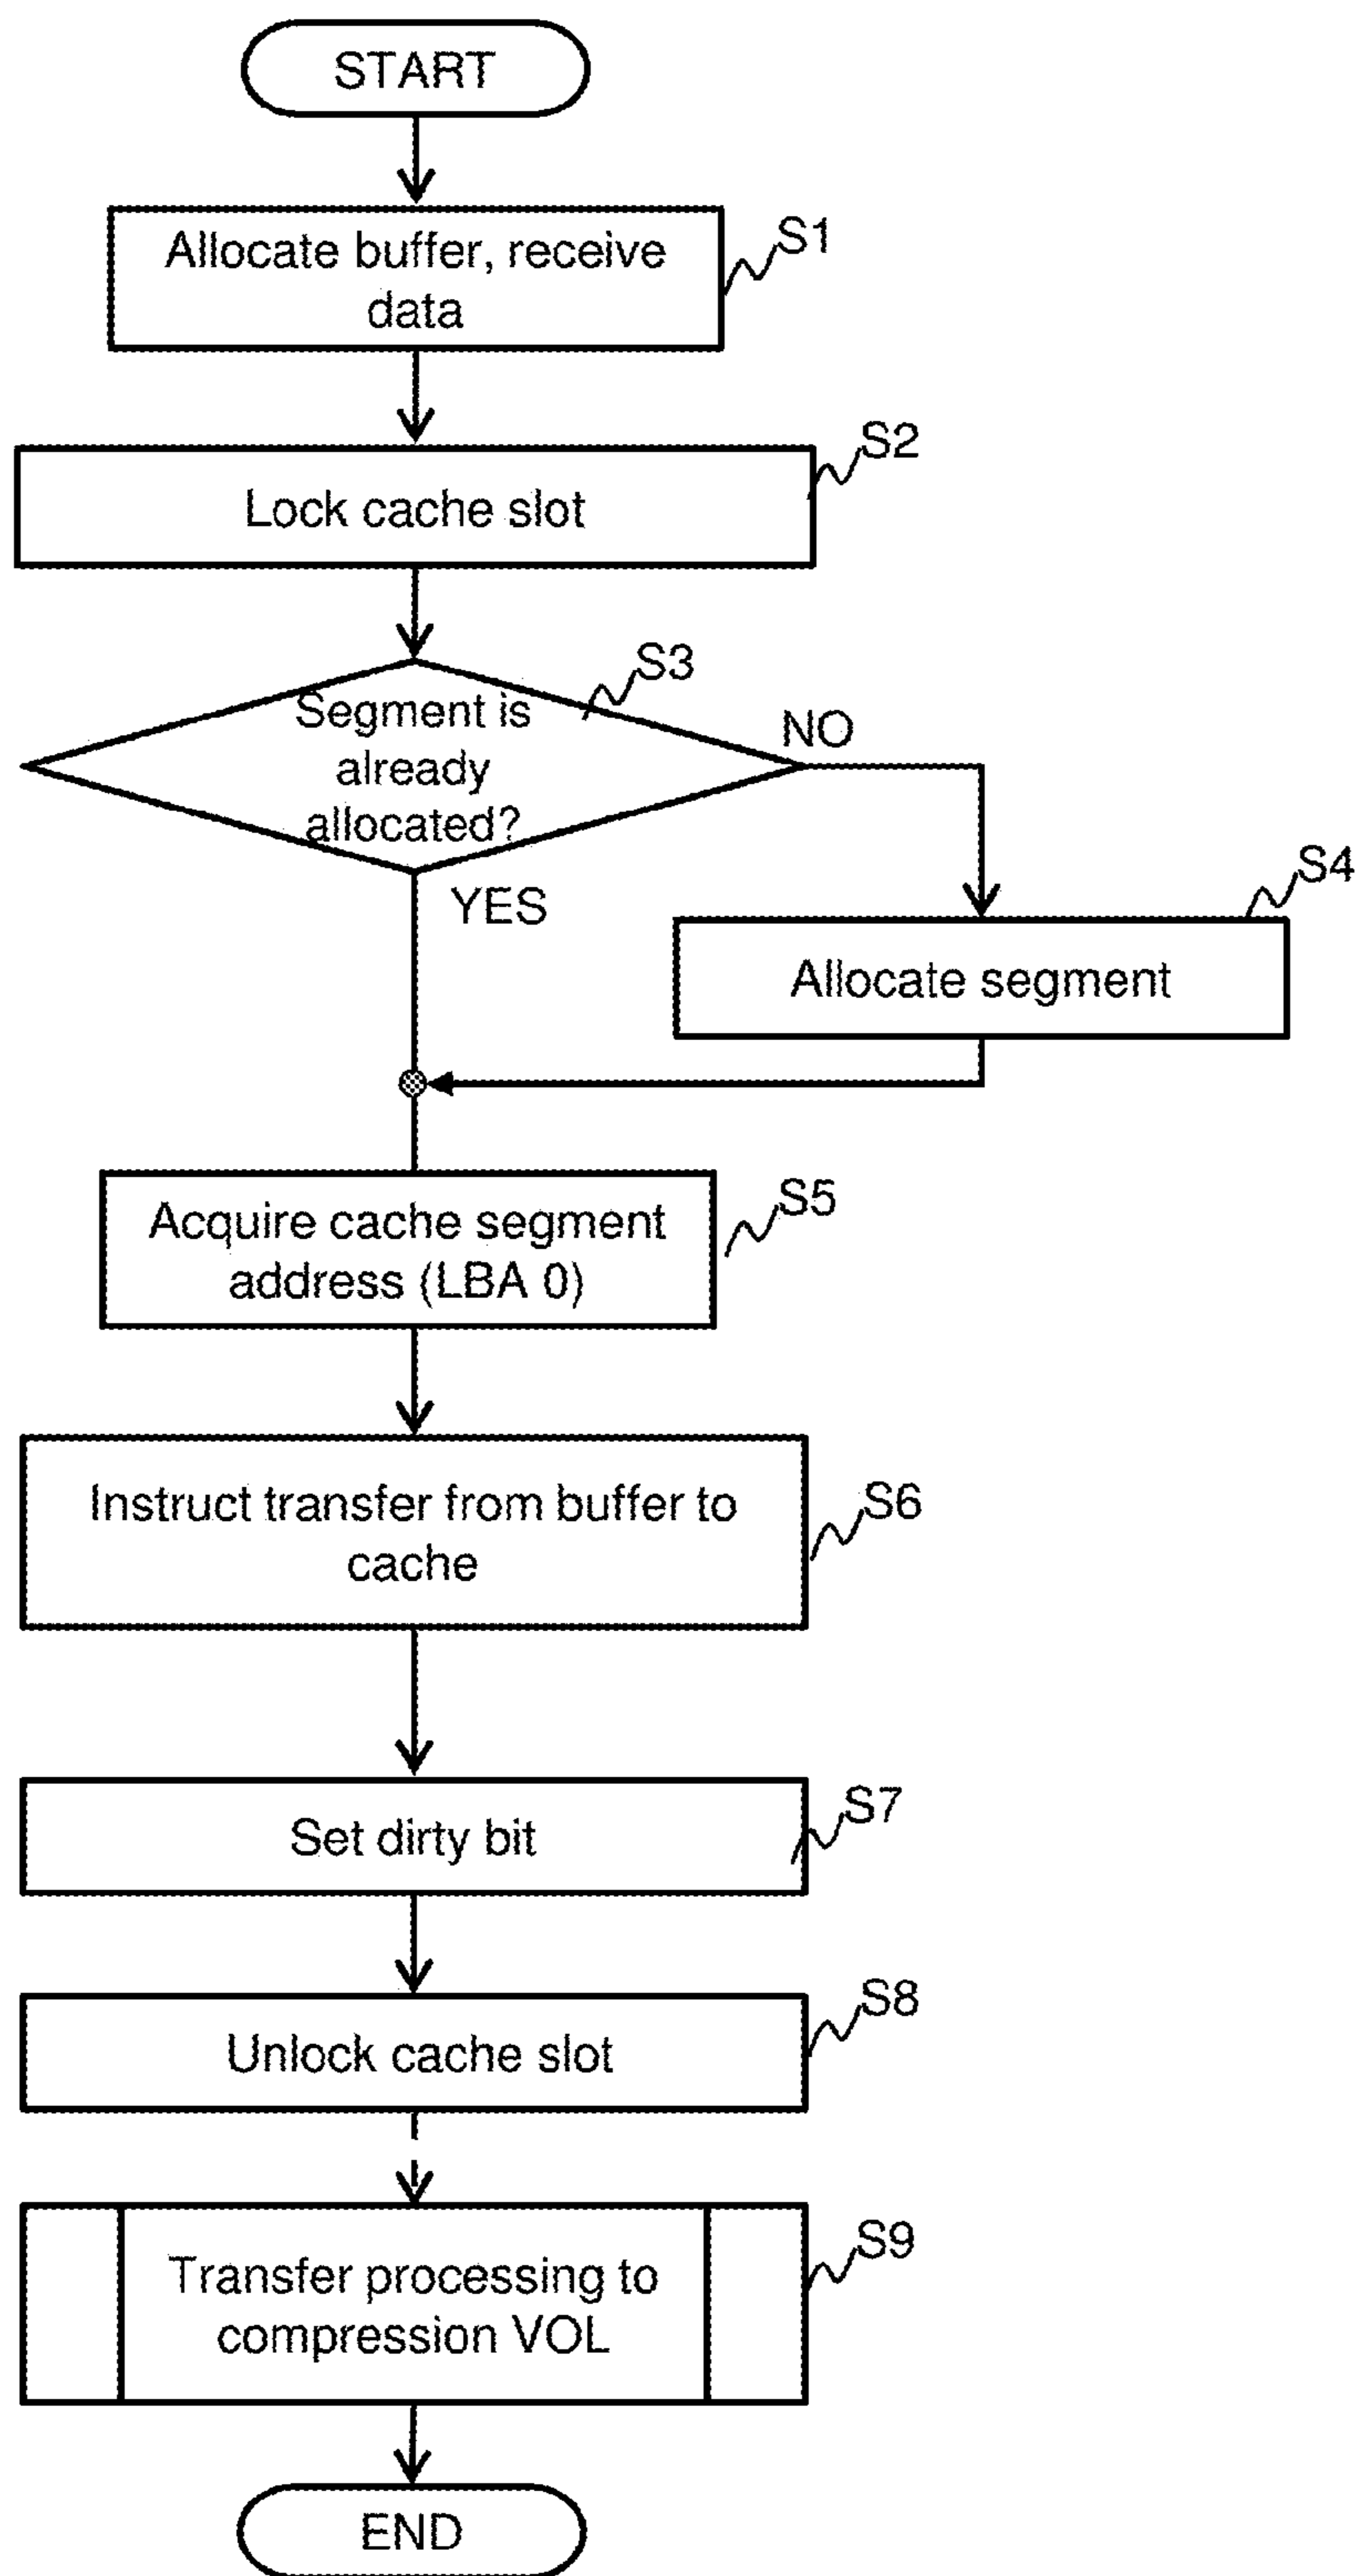 START
Allocate buffer, receive
data
S1
Lock cache slot
S2
Segment is
already
allocated?
S3
NO
YES
Allocate segment
S4
Acquire cache segment
address (LBA 0)
S5
Instruct transfer from buffer to
cache
S6
Set dirty bit
S7
Unlock cache slot
S8
Transfer processing to
compression VOL
S9
END